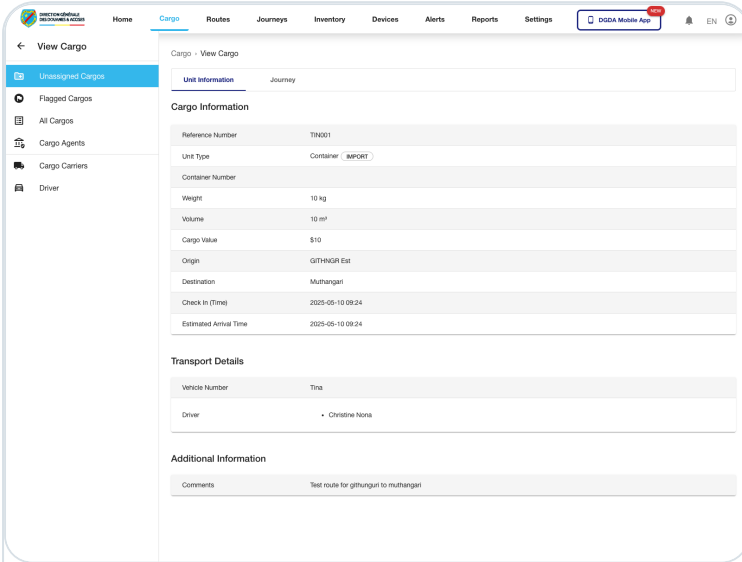 DIRECTION GÉNÉRALE
DES DOUANES & ACCISES
Home
Cargo
Routes
Journeys
Inventory
Devices
Alerts
Reports
Settings
DGDA Mobile App
NEW
EN
View Cargo
Unassigned Cargos
Flagged Cargos
All Cargos
Cargo Agents
Cargo Carriers
Driver
Cargo › View Cargo
Unit Information
Journey
Cargo Information
Reference Number TIN001
Unit Type Container IMPORT
Container Number
Weight 10 kg
Volume 10 m³
Cargo Value $10
Origin GITHNGR Est
Destination Muthangari
Check In (Time) 2025-05-10 09:24
Estimated Arrival Time 2025-05-10 09:24
Transport Details
Vehicle Number Tina
Driver • Christine Nona
Additional Information
Comments Test route for githunguri to muthangari